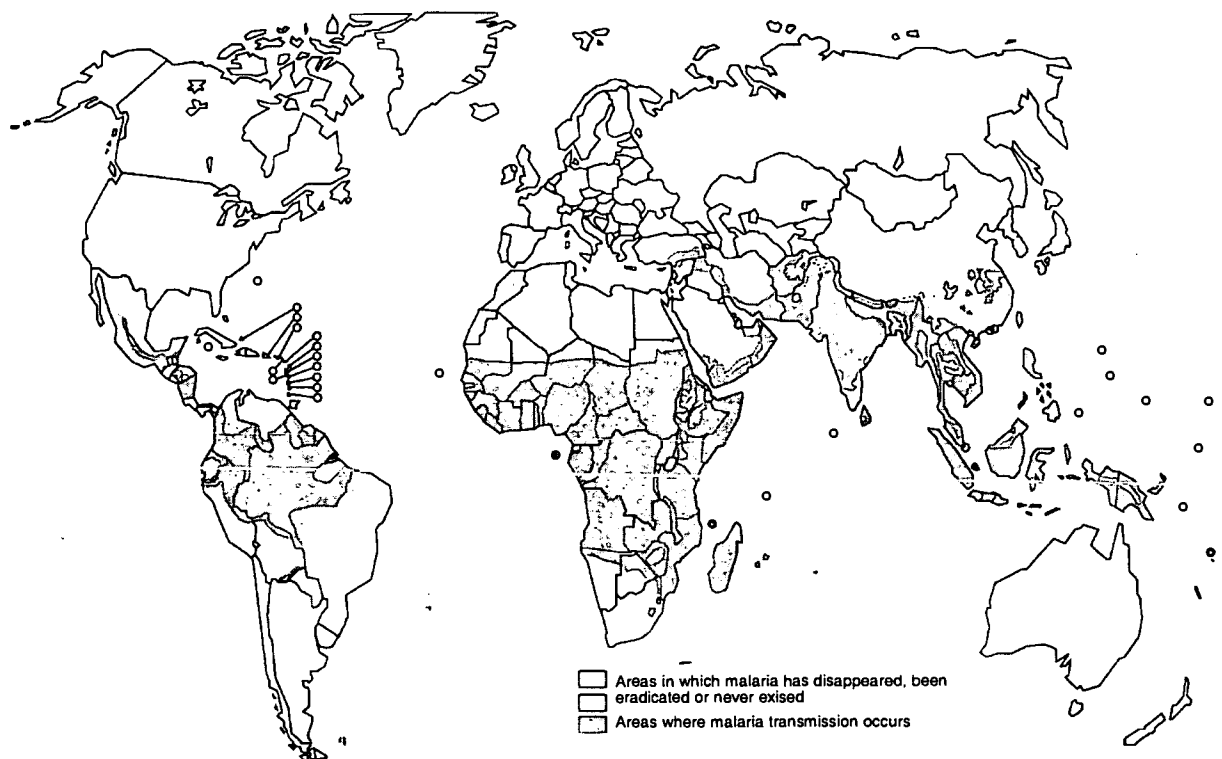 Areas in which malaria has disappeared, been
eradicated or never exised
Areas where malaria transmission occurs